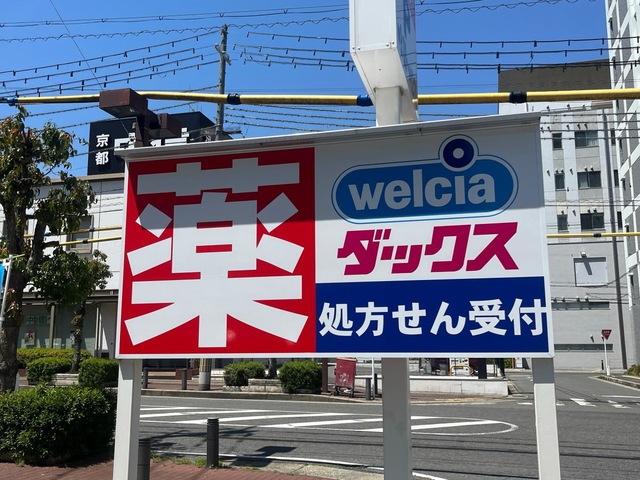 京都
薬
welcia
ダックス
処方せん受付